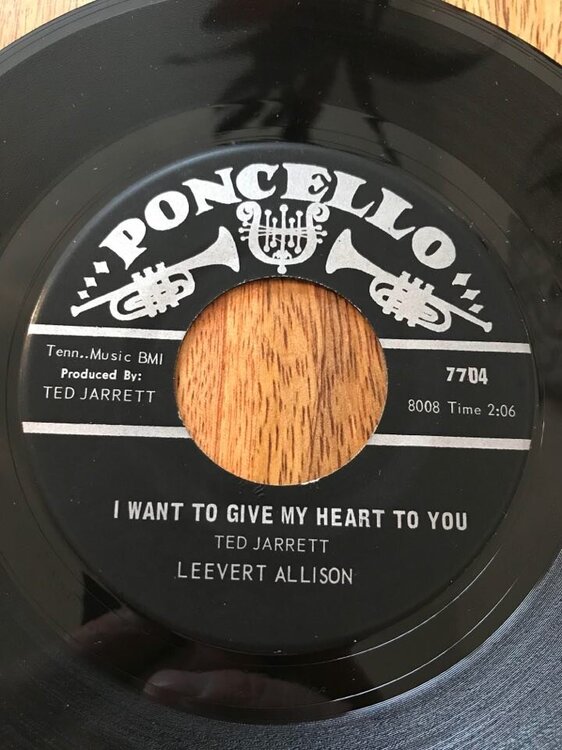 PONCELLO
Tenn..Music BMI
Produced By:
TED JARRETT
7704
8008 Time 2:06
I WANT TO GIVE MY HEART TO YOU
TED JARRETT
LEEVERT ALLISON